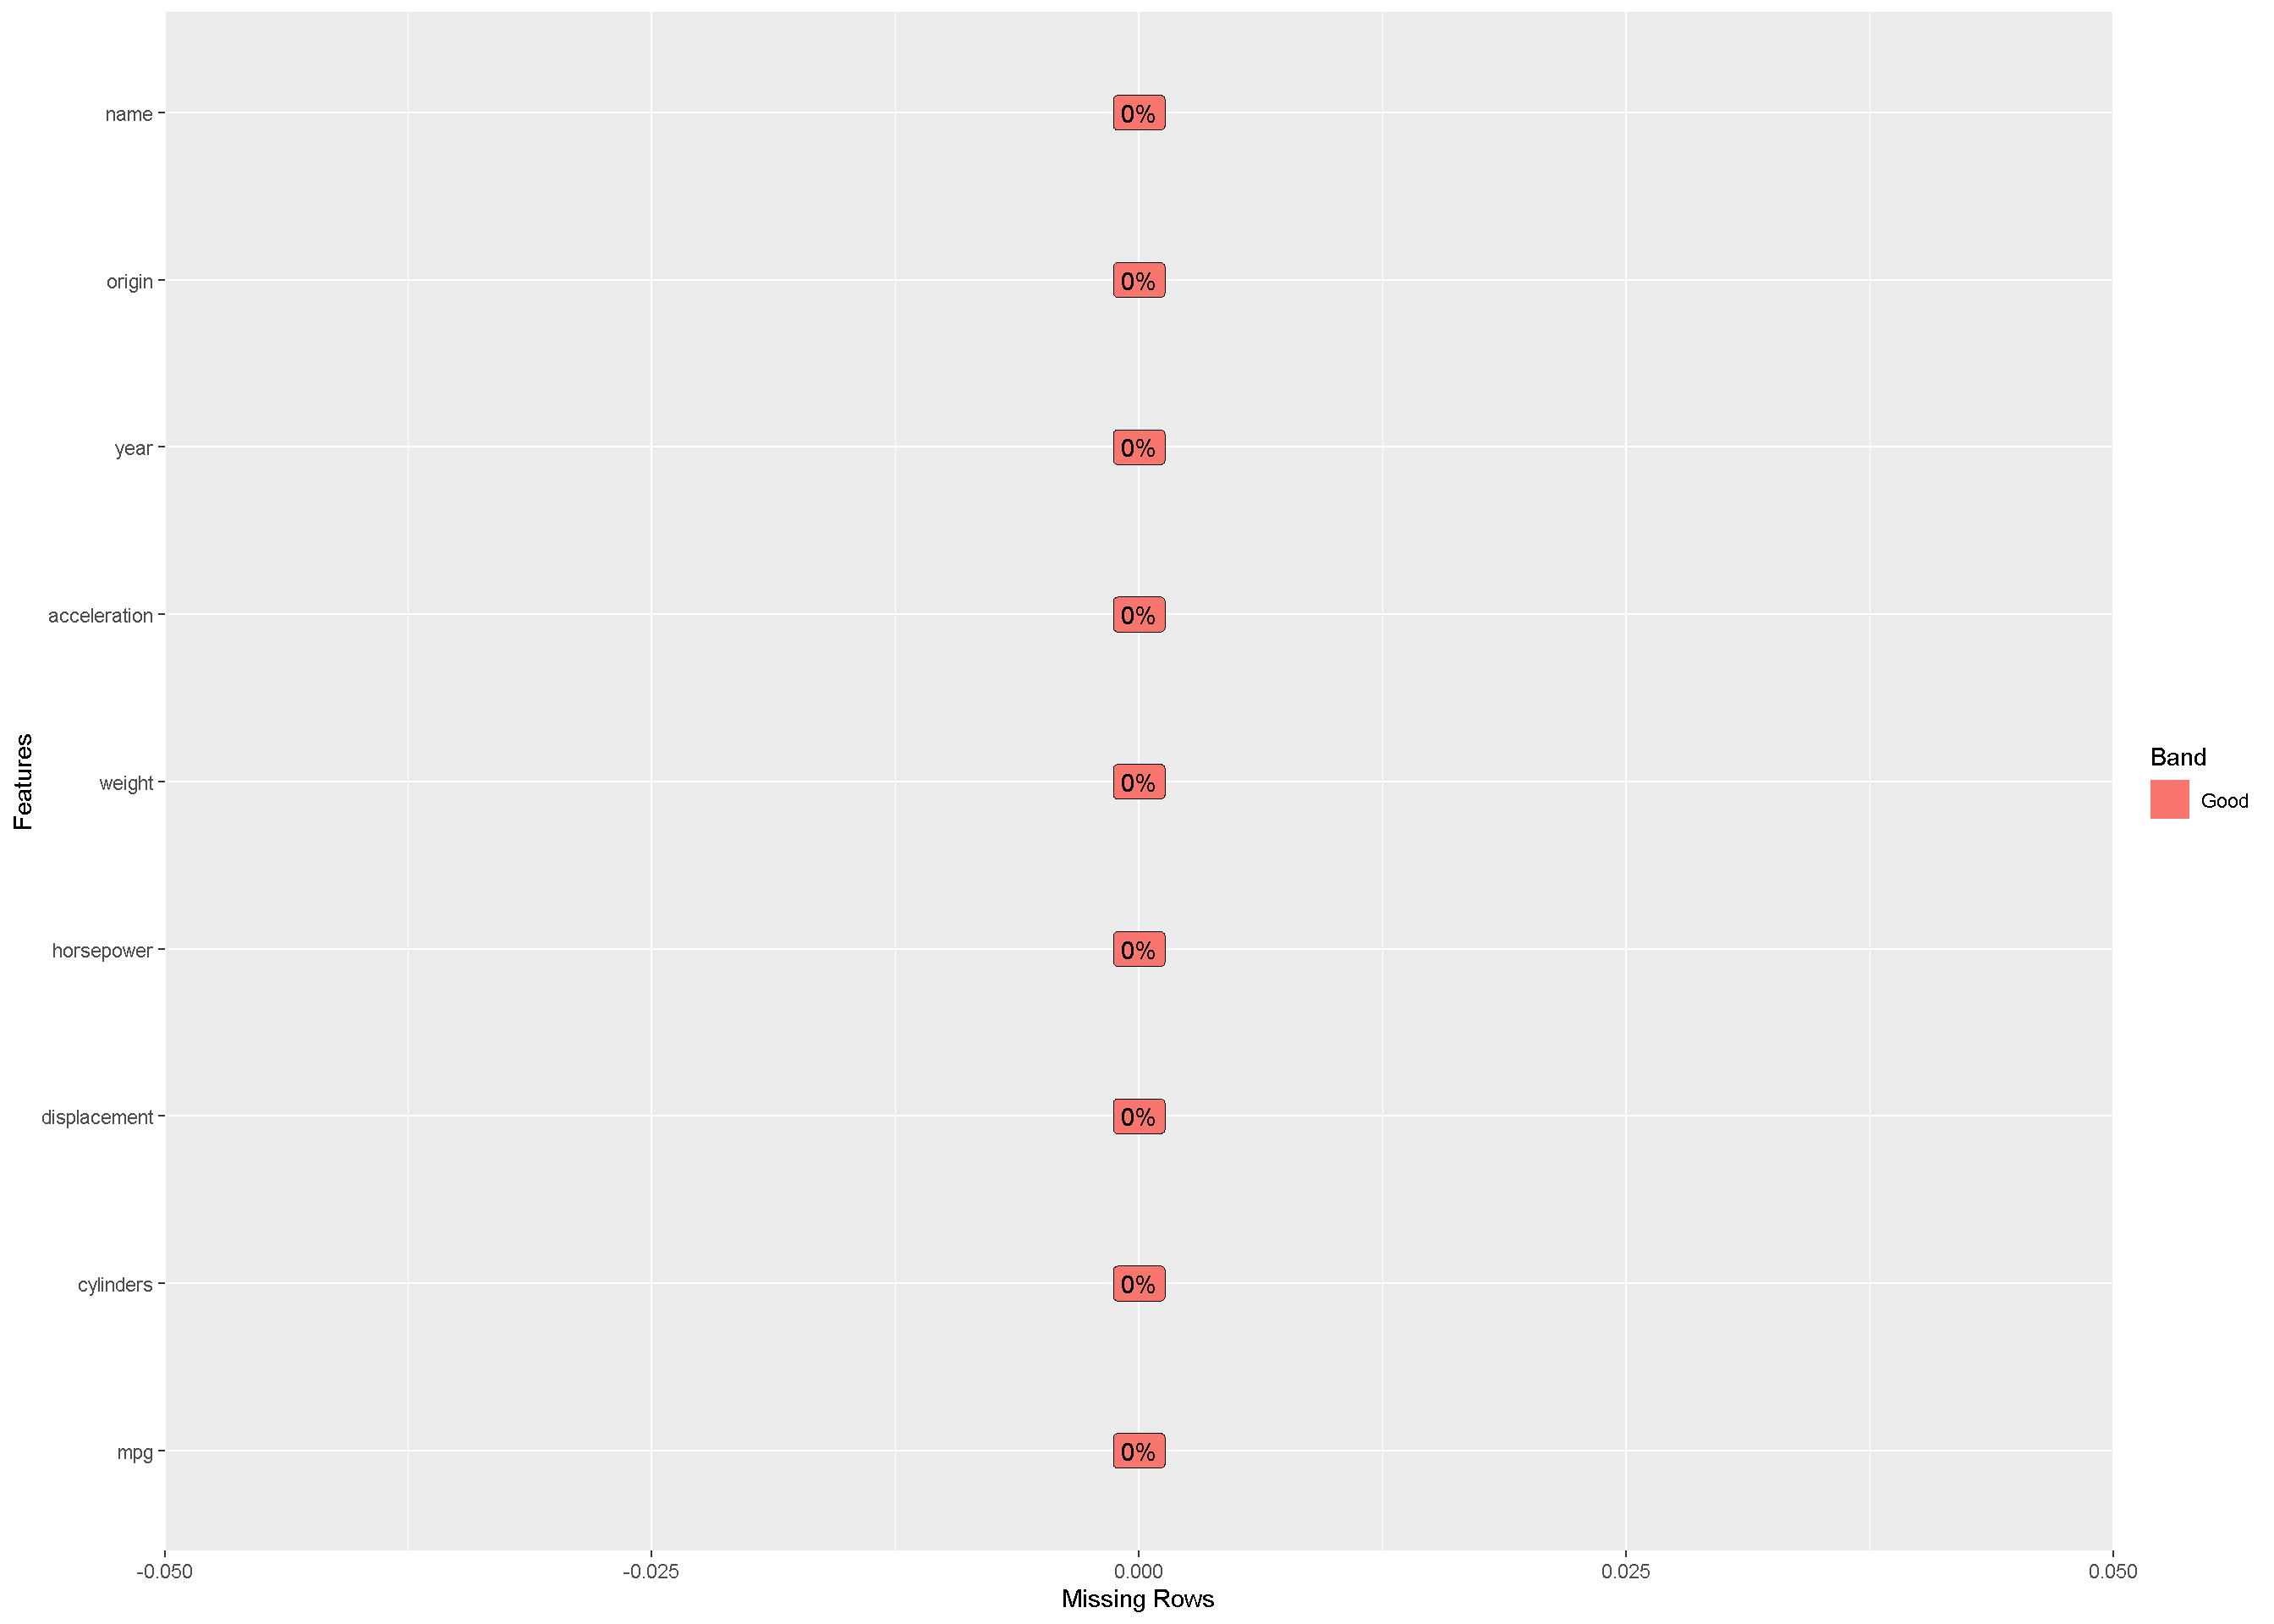 name 0%
origin 0%
year 0%
acceleration 0%
weight 0%
horsepower 0%
displacement 0%
cylinders 0%
mpg 0%
Features
-0.050 -0.025 0.000 0.025 0.050
Missing Rows
Band
Good